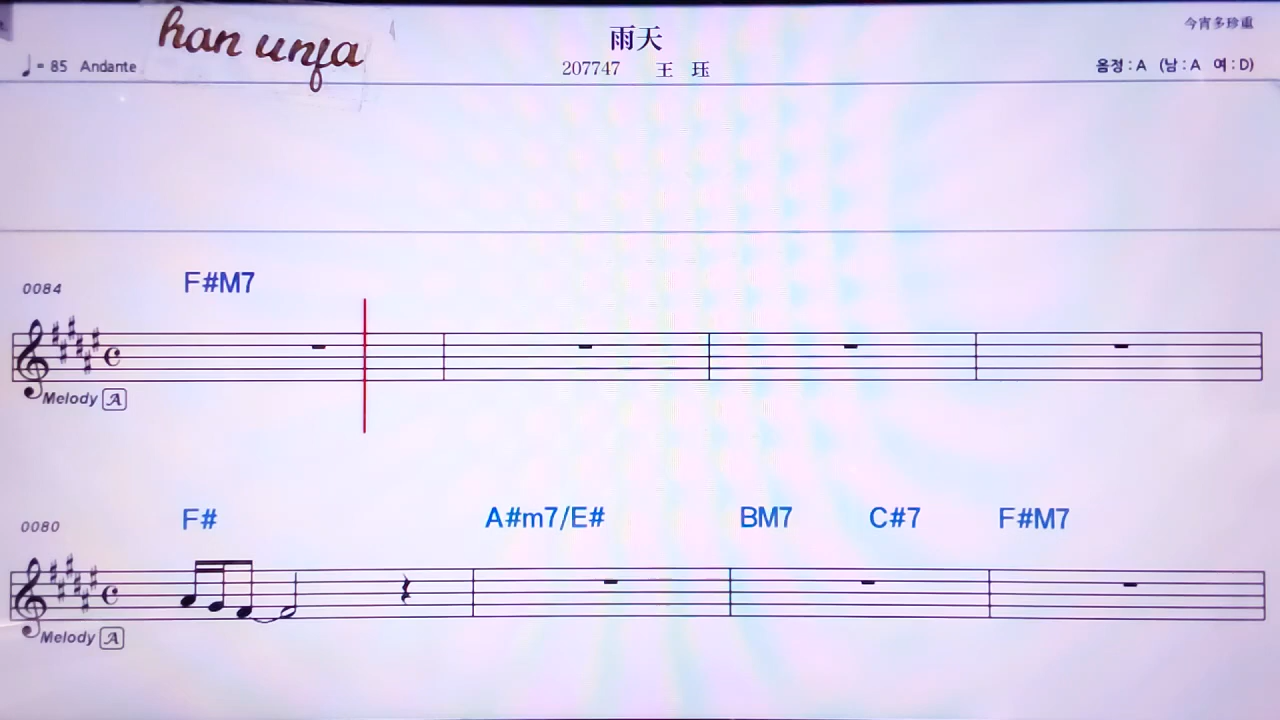 han unfa
雨天
今宵多珍重
♩= 85 Andante
207747 王 珏
음정 : A (남 : A 여 : D)
0084
F#M7
Melody A
0080
F# A#m7/E# BM7 C#7 F#M7
Melody A